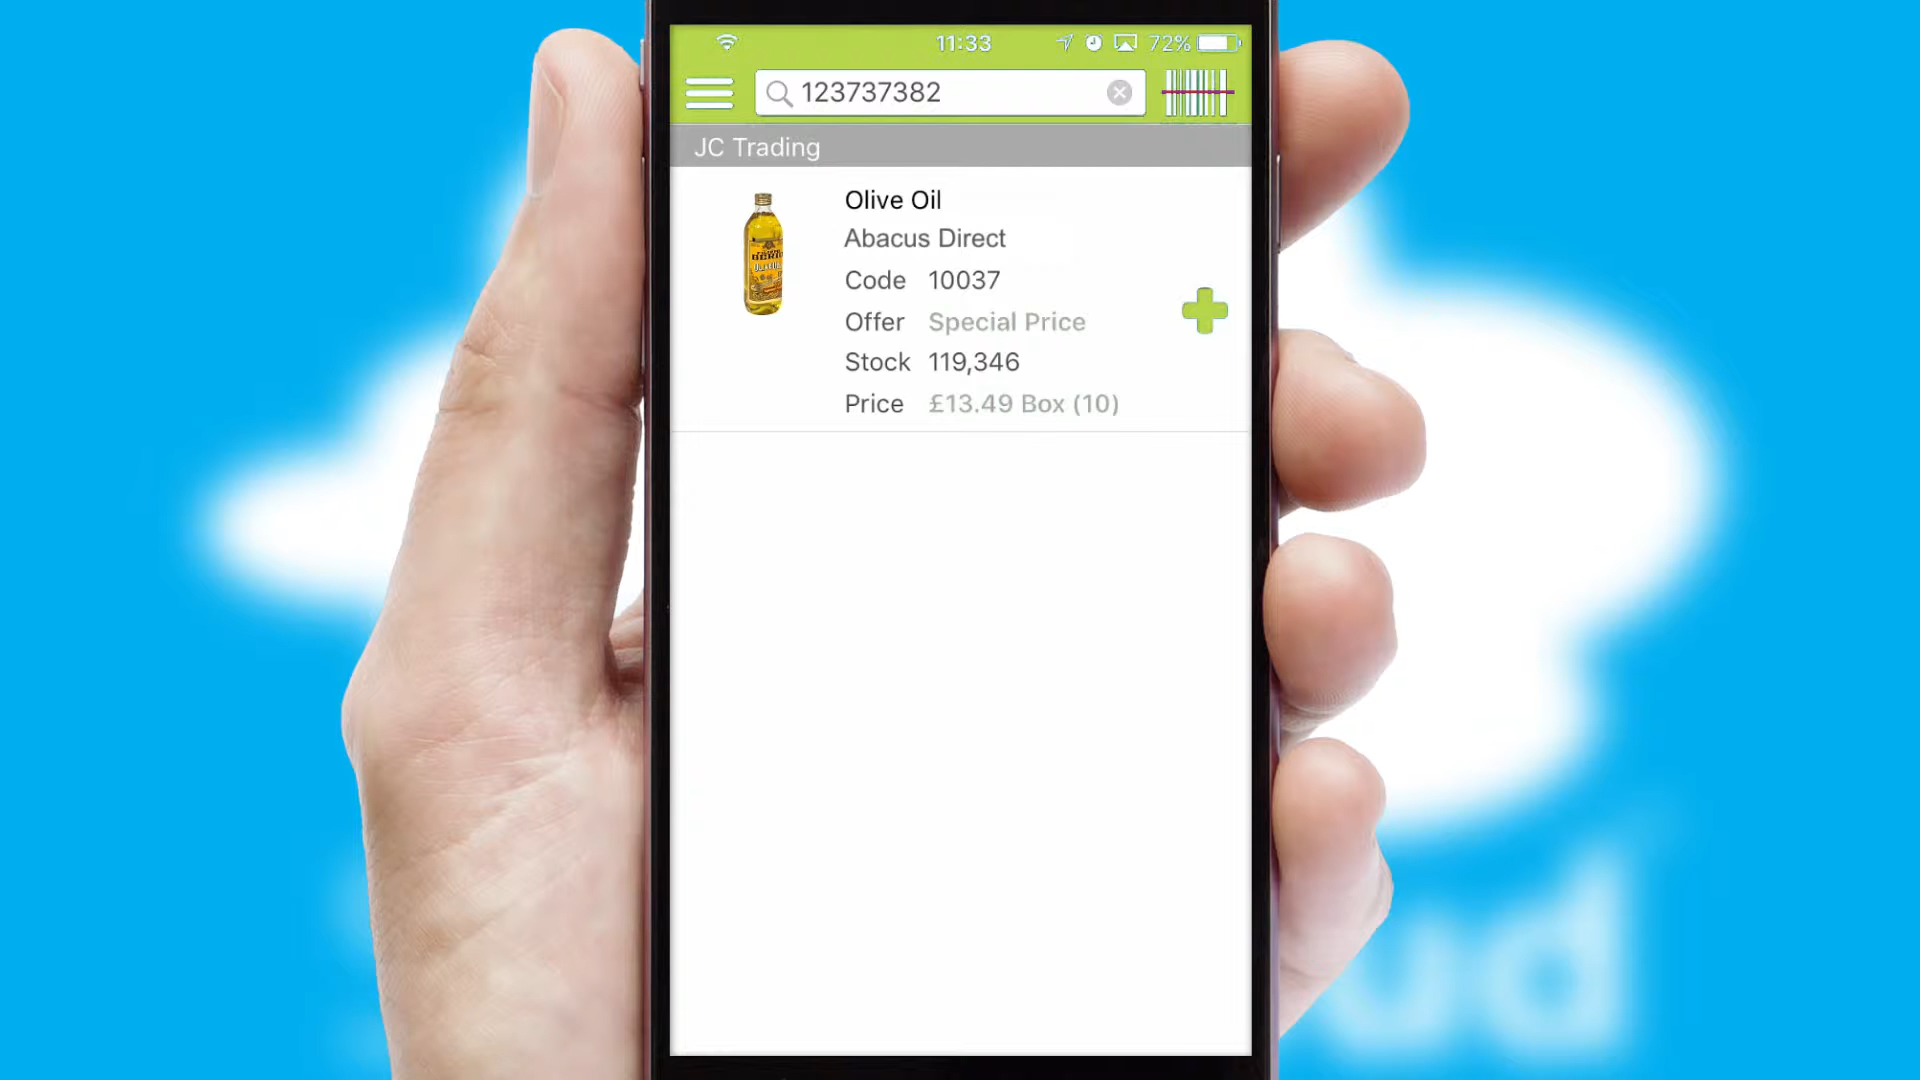 11:33
72%
123737382
JC Trading
Olive Oil
Abacus Direct
Code 10037
Offer Special Price
Stock 119,346
Price £13.49 Box (10)
ud